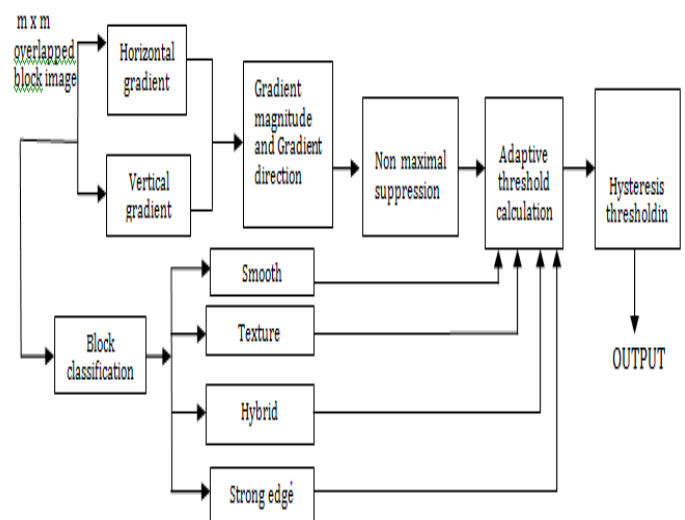 m x m
overlapped
block image
Horizontal
gradient
Vertical
gradient
Gradient
magnitude
and Gradient
direction
Non maximal
suppression
Adaptive
threshold
calculation
Hysteresis
thresholdin
OUTPUT
Block
classification
Smooth
Texture
Hybrid
Strong edge